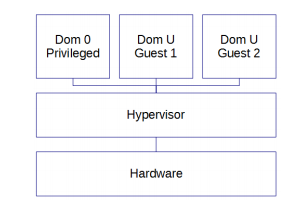 Dom 0
Privileged
Dom U
Guest 1
Dom U
Guest 2
Hypervisor
Hardware